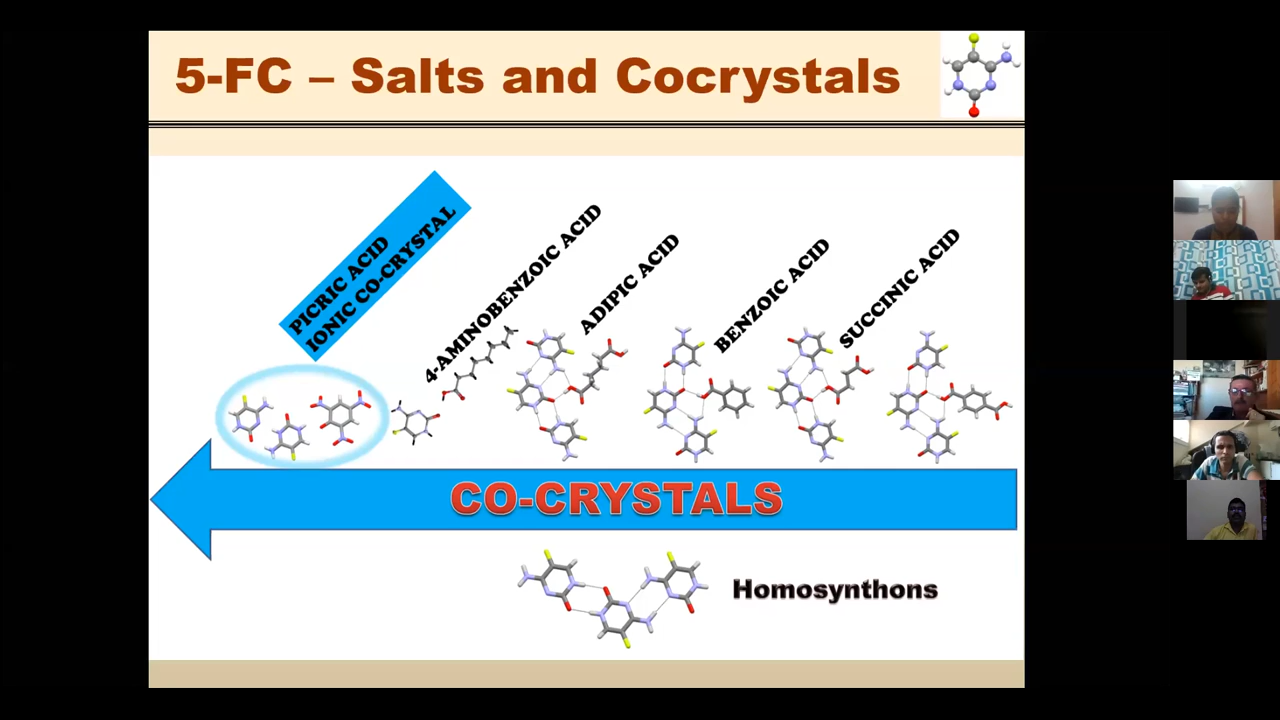 5-FC – Salts and Cocrystals
PICRIC ACID
IONIC CO-CRYSTAL
4-AMINOBENZOIC ACID
ADIPIC ACID
BENZOIC ACID
SUCCINIC ACID
CO-CRYSTALS
Homosynthons